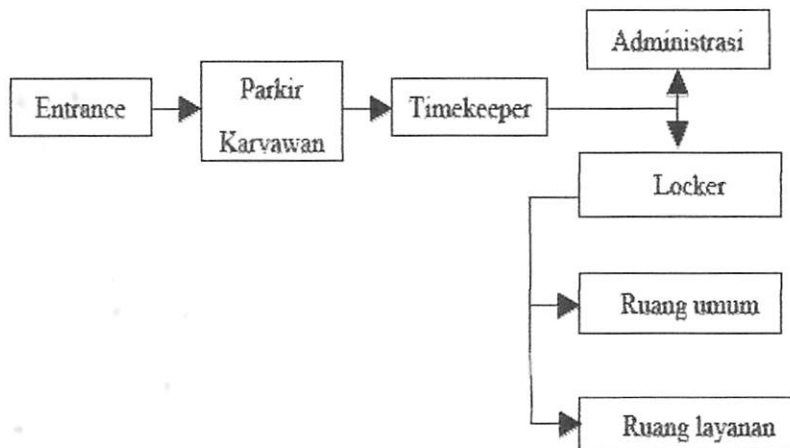 Administrasi
Entrance
Parkir
Karyawan
Timekeeper
Locker
Ruang umum
Ruang layanan